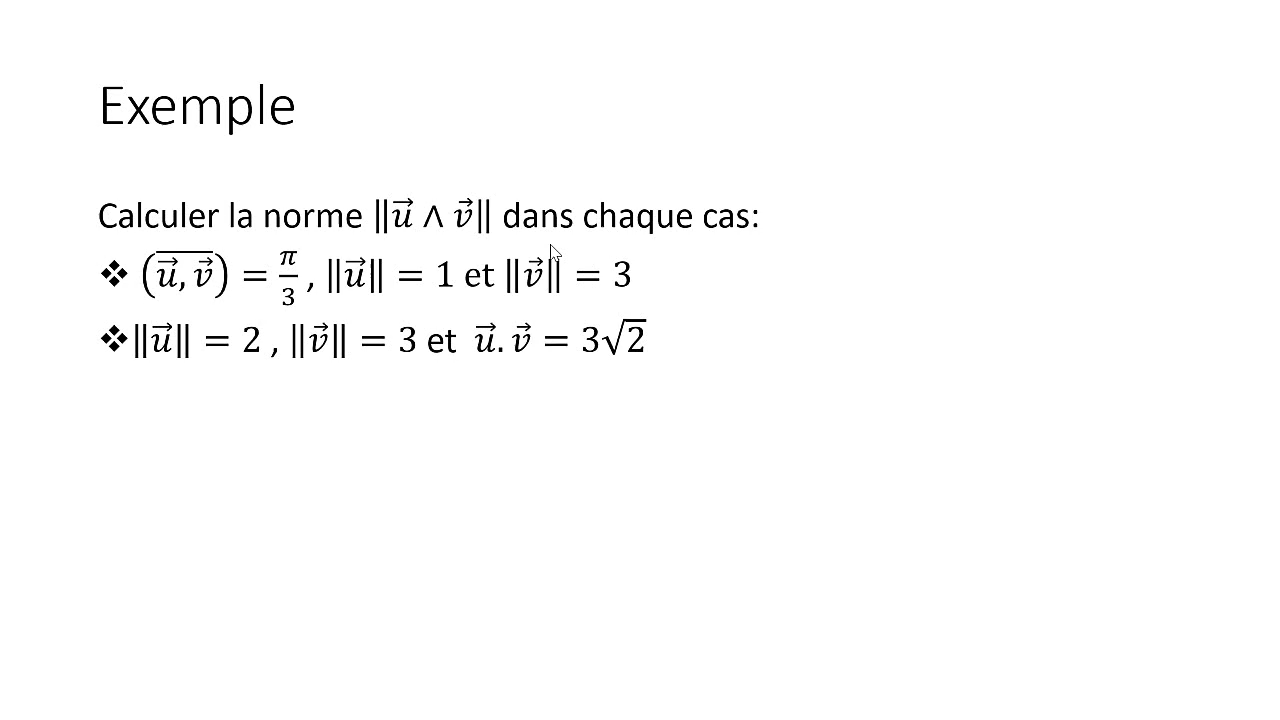 Exemple
Calculer la norme ‖u⃗ ∧ v⃗‖ dans chaque cas:
❖ (u⃗, v⃗)̅ = π/3 , ‖u⃗‖ = 1 et ‖v⃗‖ = 3
❖ ‖u⃗‖ = 2 , ‖v⃗‖ = 3 et u⃗. v⃗ = 3√2